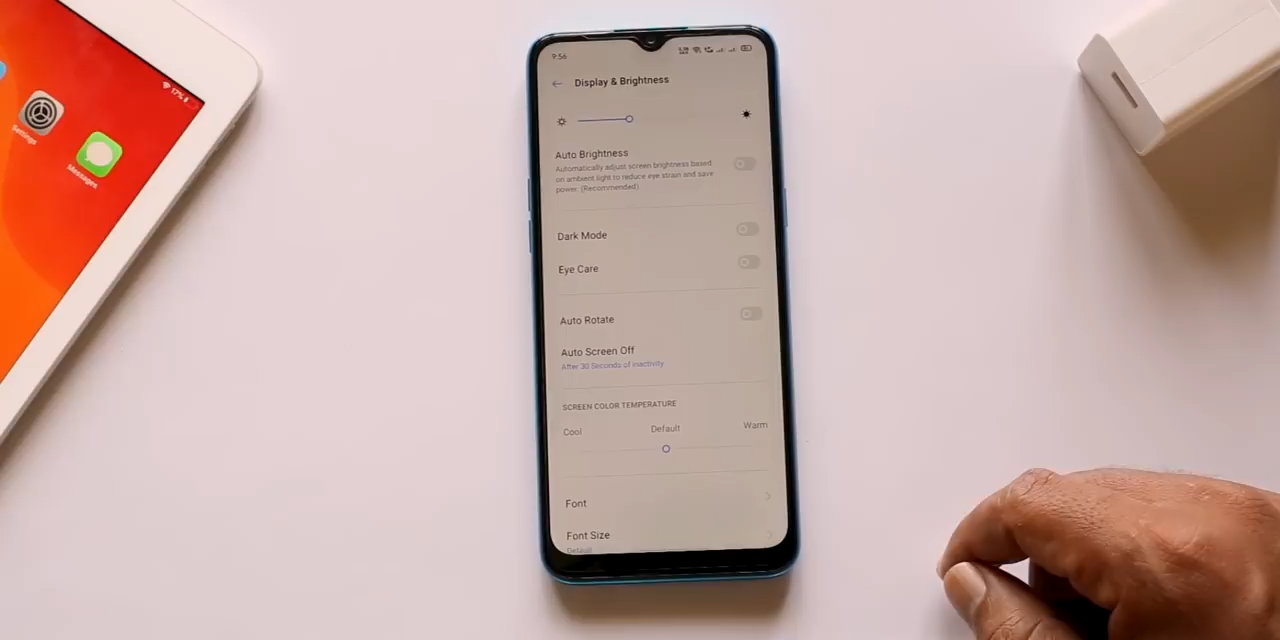 17%
Settings
Messages
9:56
Display & Brightness
Auto Brightness
Automatically adjust screen brightness based
on ambient light to reduce eye strain and save
power. (Recommended)
Dark Mode
Eye Care
Auto Rotate
Auto Screen Off
After 30 Seconds of inactivity
SCREEN COLOR TEMPERATURE
Cool Default Warm
Font
Font Size
Default